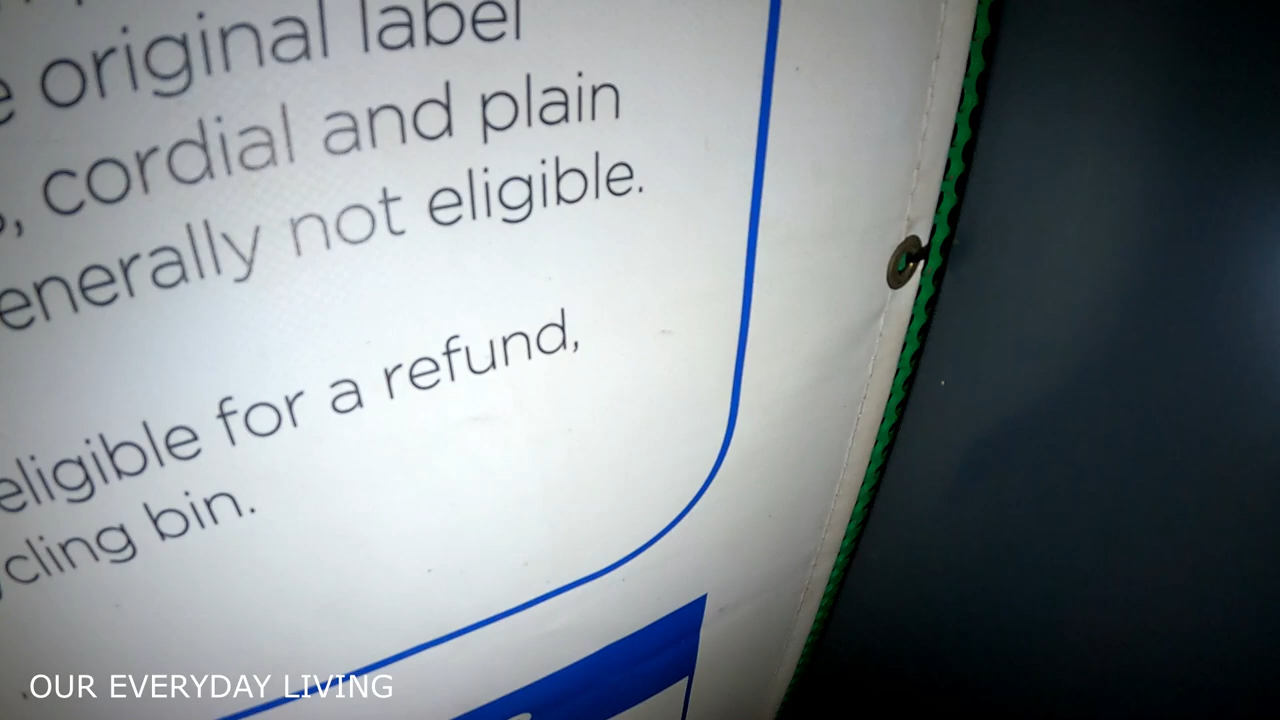 original label
, cordial and plain
enerally not eligible.
eligible for a refund,
cling bin.
OUR EVERYDAY LIVING